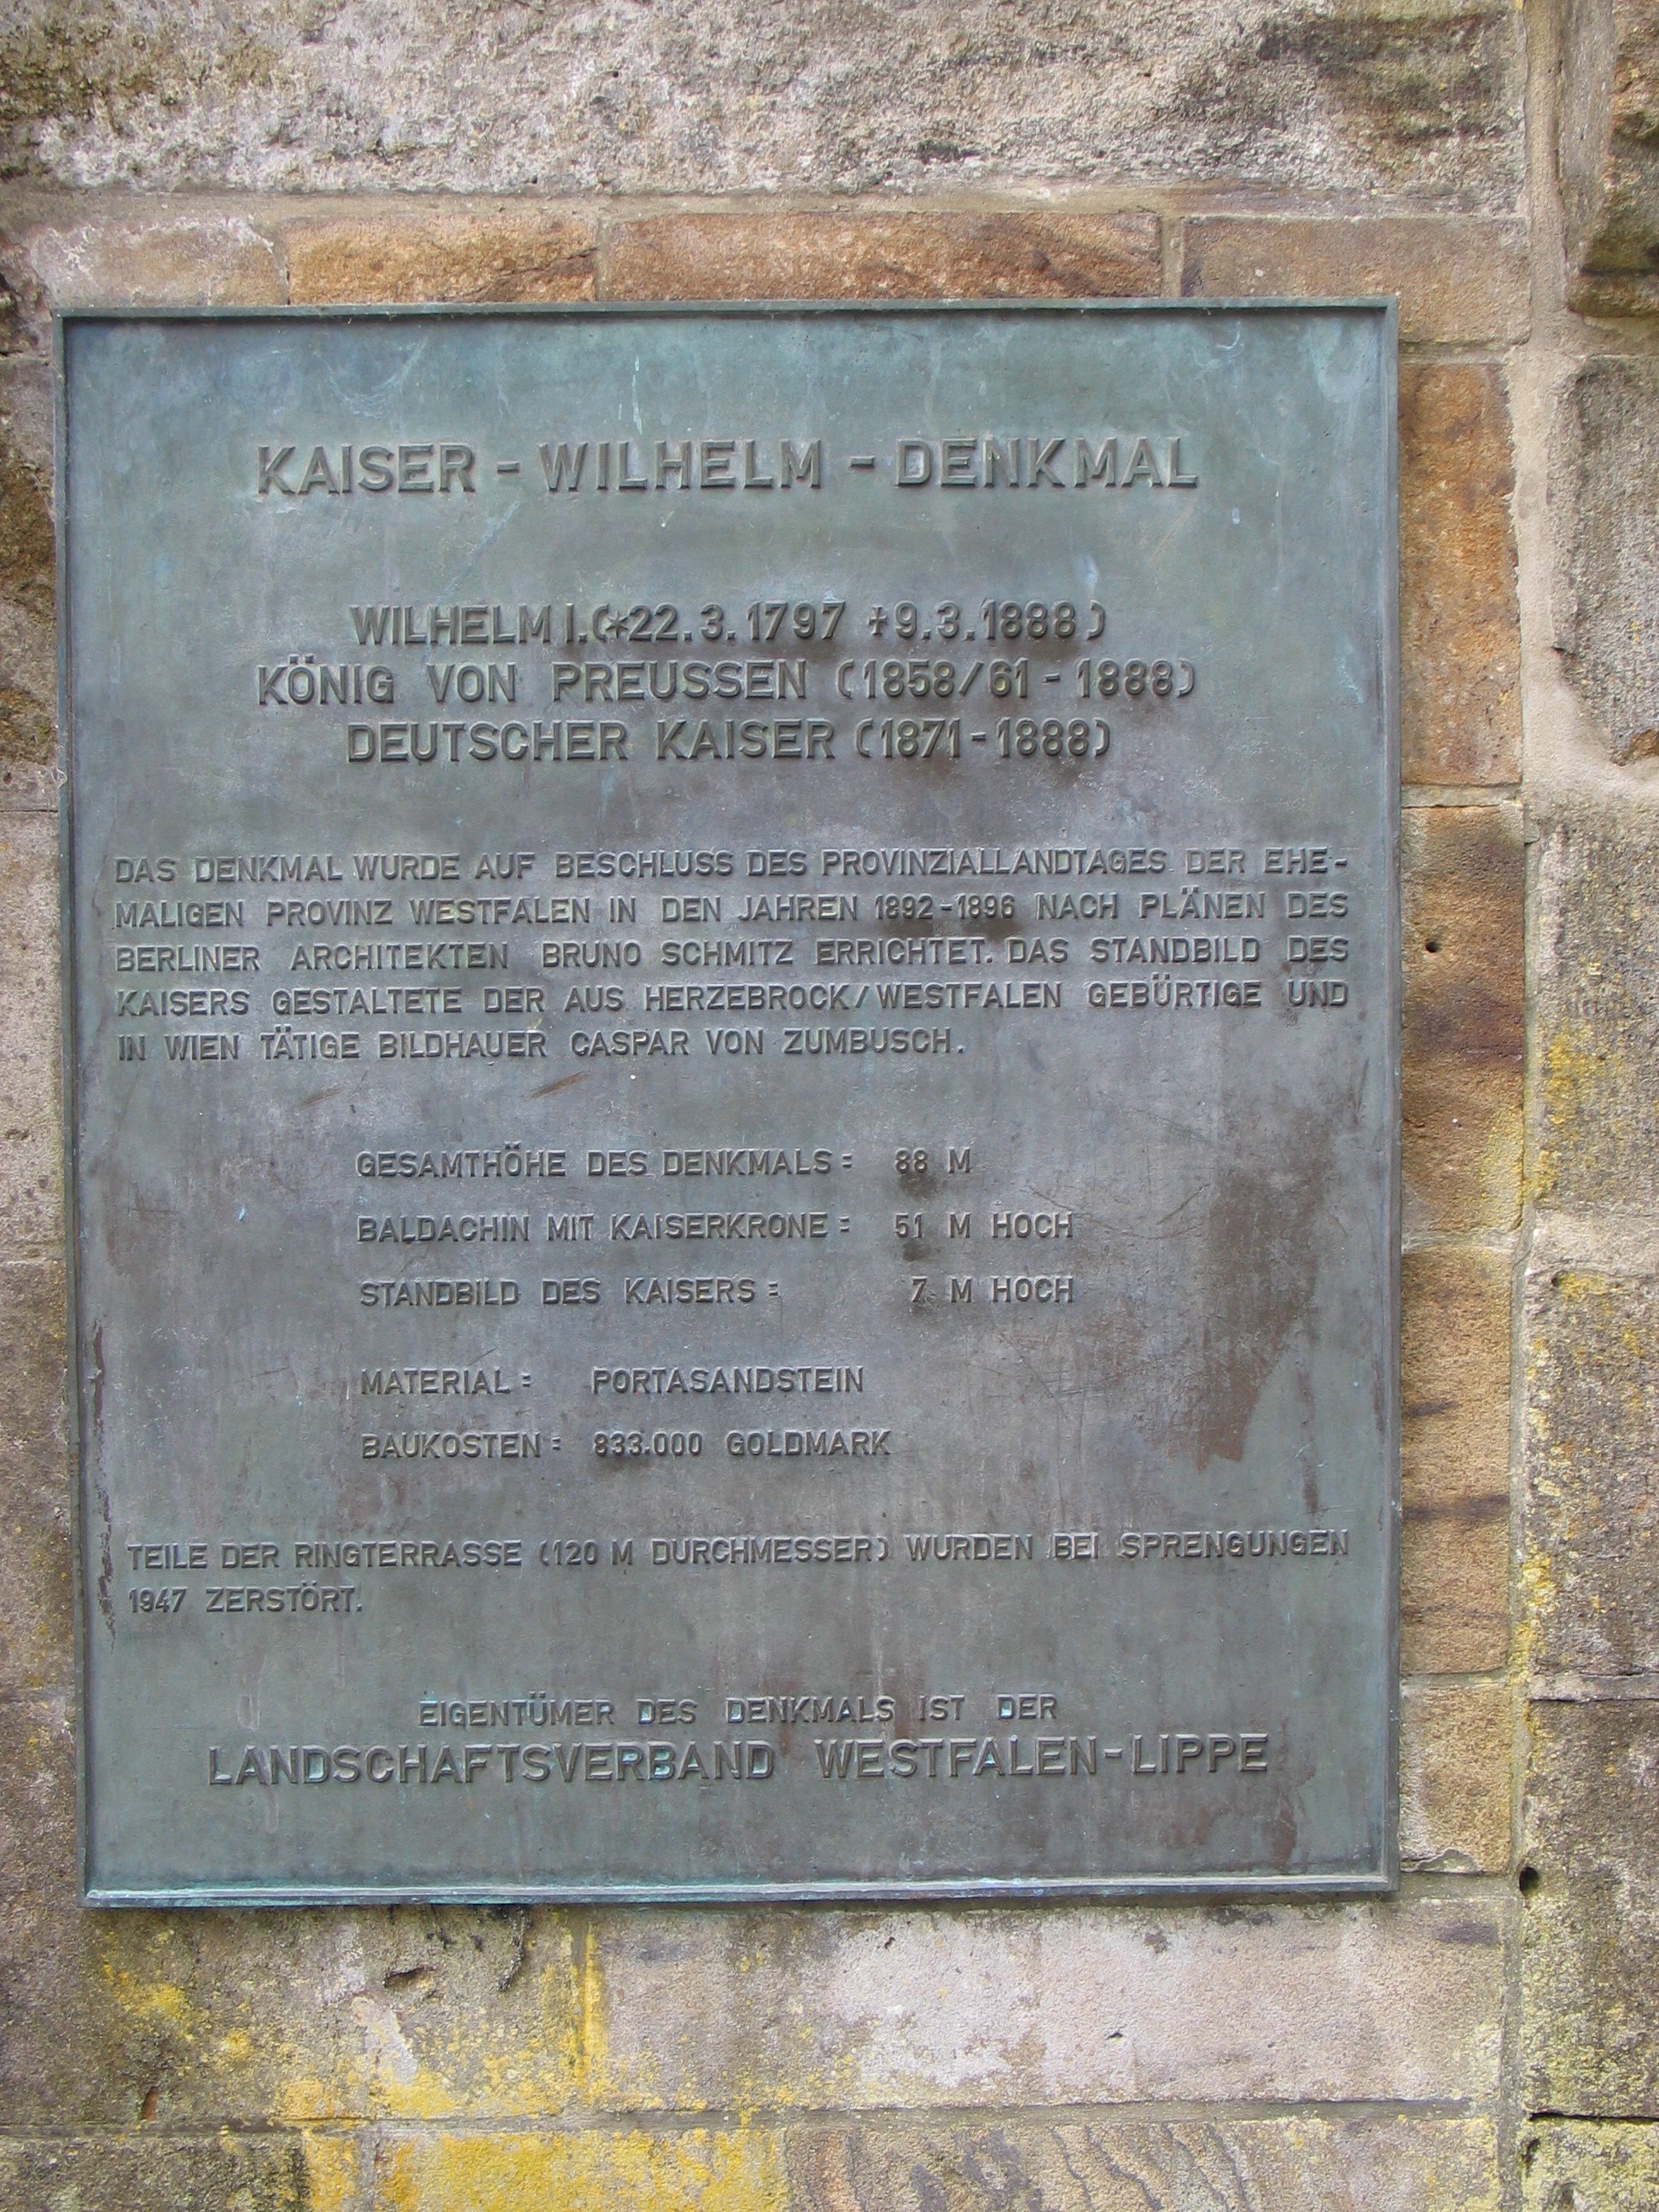 KAISER - WILHELM - DENKMAL
WILHELM I. (*22.3.1797 †9.3.1888)
KÖNIG VON PREUSSEN (1858/61 - 1888)
DEUTSCHER KAISER (1871 - 1888)
DAS DENKMAL WURDE AUF BESCHLUSS DES PROVINZIALLANDTAGES DER EHE-
MALIGEN PROVINZ WESTFALEN IN DEN JAHREN 1892-1896 NACH PLÄNEN DES
BERLINER ARCHITEKTEN BRUNO SCHMITZ ERRICHTET. DAS STANDBILD DES
KAISERS GESTALTETE DER AUS HERZEBROCK/WESTFALEN GEBÜRTIGE UND
IN WIEN TÄTIGE BILDHAUER CASPAR VON ZUMBUSCH.
GESAMTHÖHE DES DENKMALS: 88 M
BALDACHIN MIT KAISERKRONE: 51 M HOCH
STANDBILD DES KAISERS: 7 M HOCH
MATERIAL: PORTASANDSTEIN
BAUKOSTEN: 833.000 GOLDMARK
TEILE DER RINGTERRASSE (120 M DURCHMESSER) WURDEN BEI SPRENGUNGEN
1947 ZERSTÖRT.
EIGENTÜMER DES DENKMALS IST DER
LANDSCHAFTSVERBAND WESTFALEN-LIPPE